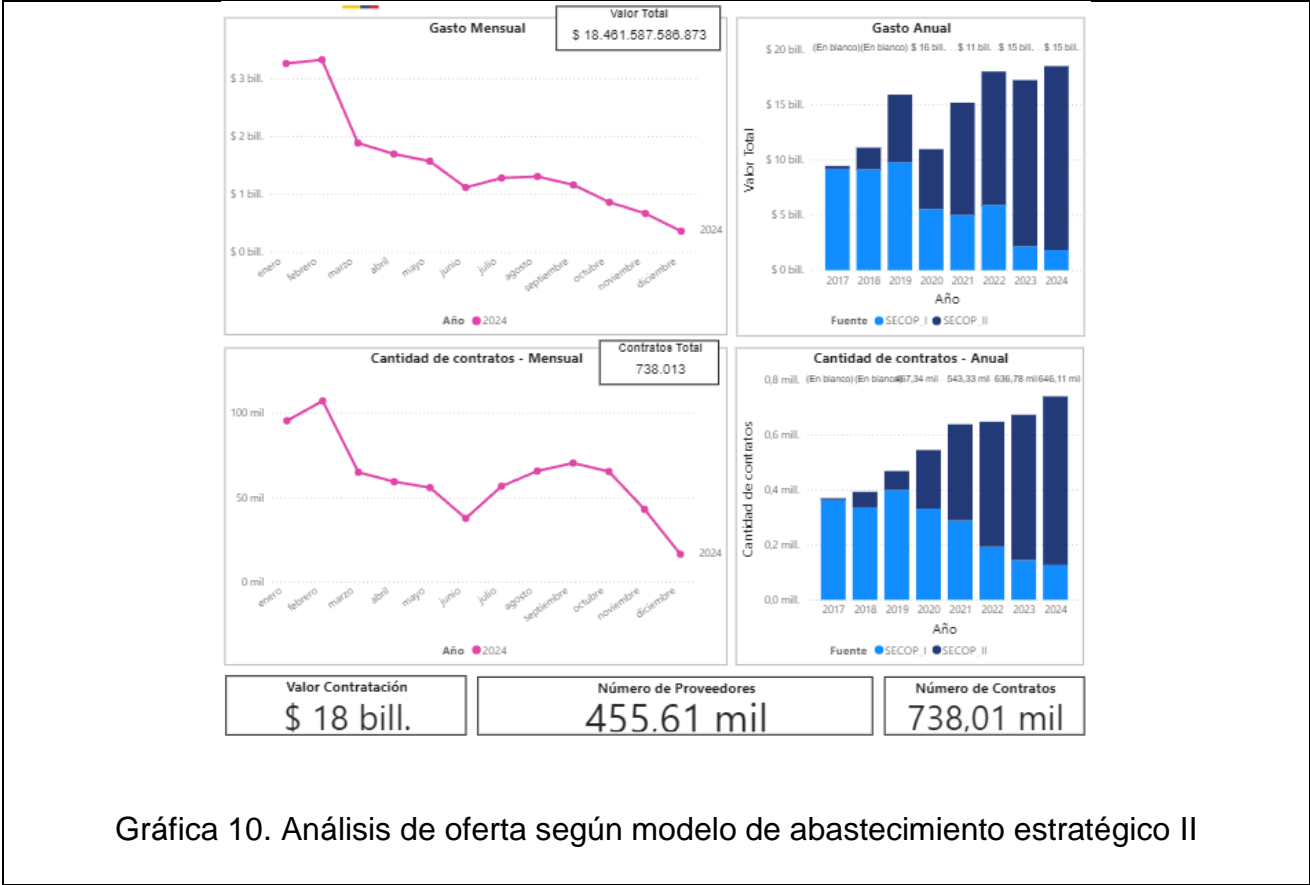 Gasto Mensual
Valor Total
$ 18.461.587.586.873
$ 3 bill.
$ 2 bill.
$ 1 bill.
$ 0 bill.
2024
enero febrero marzo abril mayo junio julio agosto septiembre octubre noviembre diciembre
Año 2024
Gasto Anual
$ 20 bill. (En blanco)(En blanco) $ 16 bill. $ 11 bill. $ 15 bill. $ 15 bill.
$ 15 bill.
$ 10 bill.
$ 5 bill.
$ 0 bill.
Valor Total
2017 2018 2019 2020 2021 2022 2023 2024
Año
Fuente SECOP_I SECOP_II
Cantidad de contratos - Mensual
Contratos Total
738.013
100 mil
50 mil
0 mil
2024
enero febrero marzo abril mayo junio julio agosto septiembre octubre noviembre diciembre
Año 2024
Cantidad de contratos - Anual
0,8 mill. (En blanco) (En blanco) 543,33 mil 636,78 mil 646,11 mil
0,6 mill.
0,4 mill.
0,2 mill.
0,0 mill.
Cantidad de contratos
2017 2018 2019 2020 2021 2022 2023 2024
Año
Fuente SECOP_I SECOP_II
Valor Contratación
$ 18 bill.
Número de Proveedores
455,61 mil
Número de Contratos
738,01 mil
Gráfica 10. Análisis de oferta según modelo de abastecimiento estratégico II